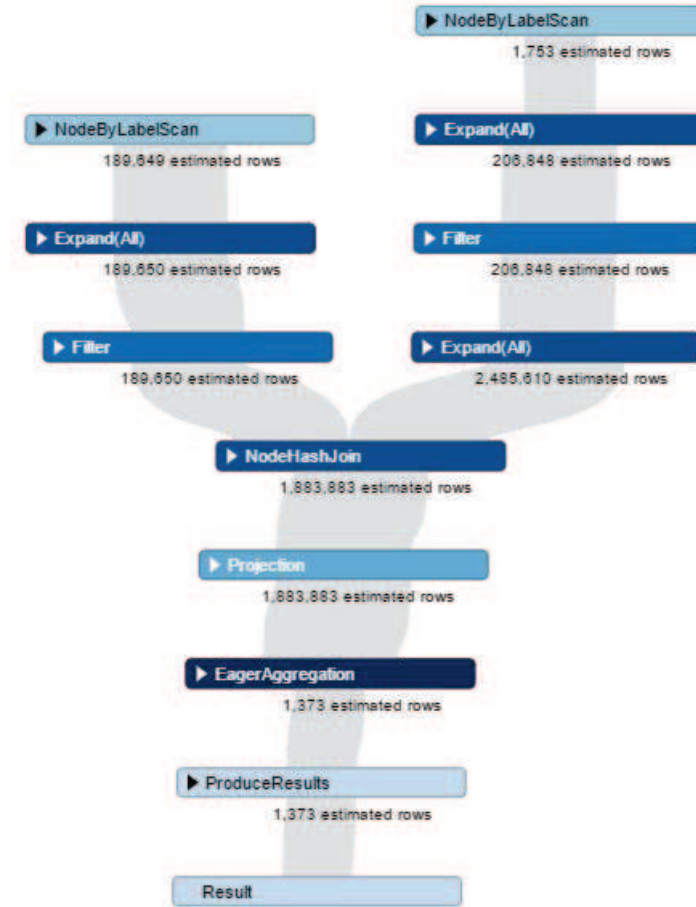 NodeByLabelScan
1,753 estimated rows
NodeByLabelScan
189,649 estimated rows
Expand(All)
206,848 estimated rows
Expand(All)
189,650 estimated rows
Filter
206,848 estimated rows
Filter
189,650 estimated rows
Expand(All)
2,485,610 estimated rows
NodeHashJoin
1,883,883 estimated rows
Projection
1,883,883 estimated rows
EagerAggregation
1,373 estimated rows
ProduceResults
1,373 estimated rows
Result